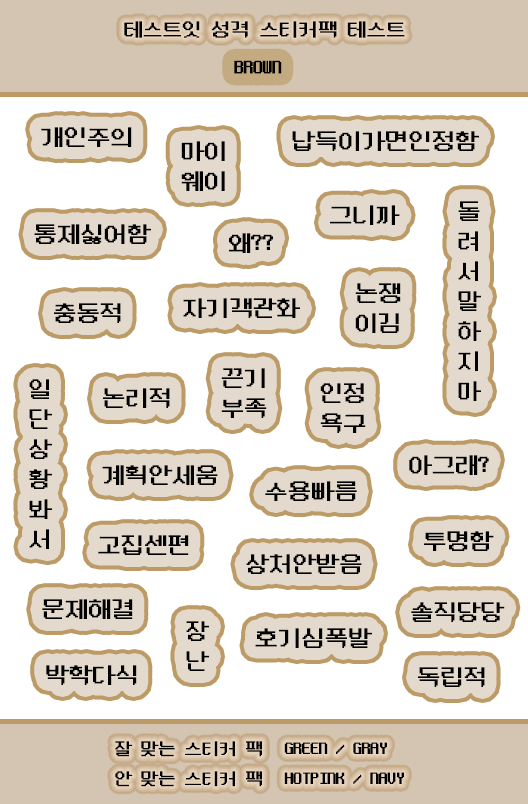 테스트잇 성격 스티커팩 테스트
BROWN
개인주의
마이
웨이
납득이가면인정함
통제싫어함
왜??
그니까
돌
려
서
말
하
지
마
충동적
자기객관화
논쟁
이김
일
단
상
황
봐
서
논리적
끈기
부족
인정
욕구
계획안세움
수용빠름
아그래?
고집센편
상처안받음
투명함
문제해결
장
난
호기심폭발
솔직당당
박학다식
독립적
잘 맞는 스티커 팩 GREEN / GRAY
안 맞는 스티커 팩 HOTPINK / NAVY